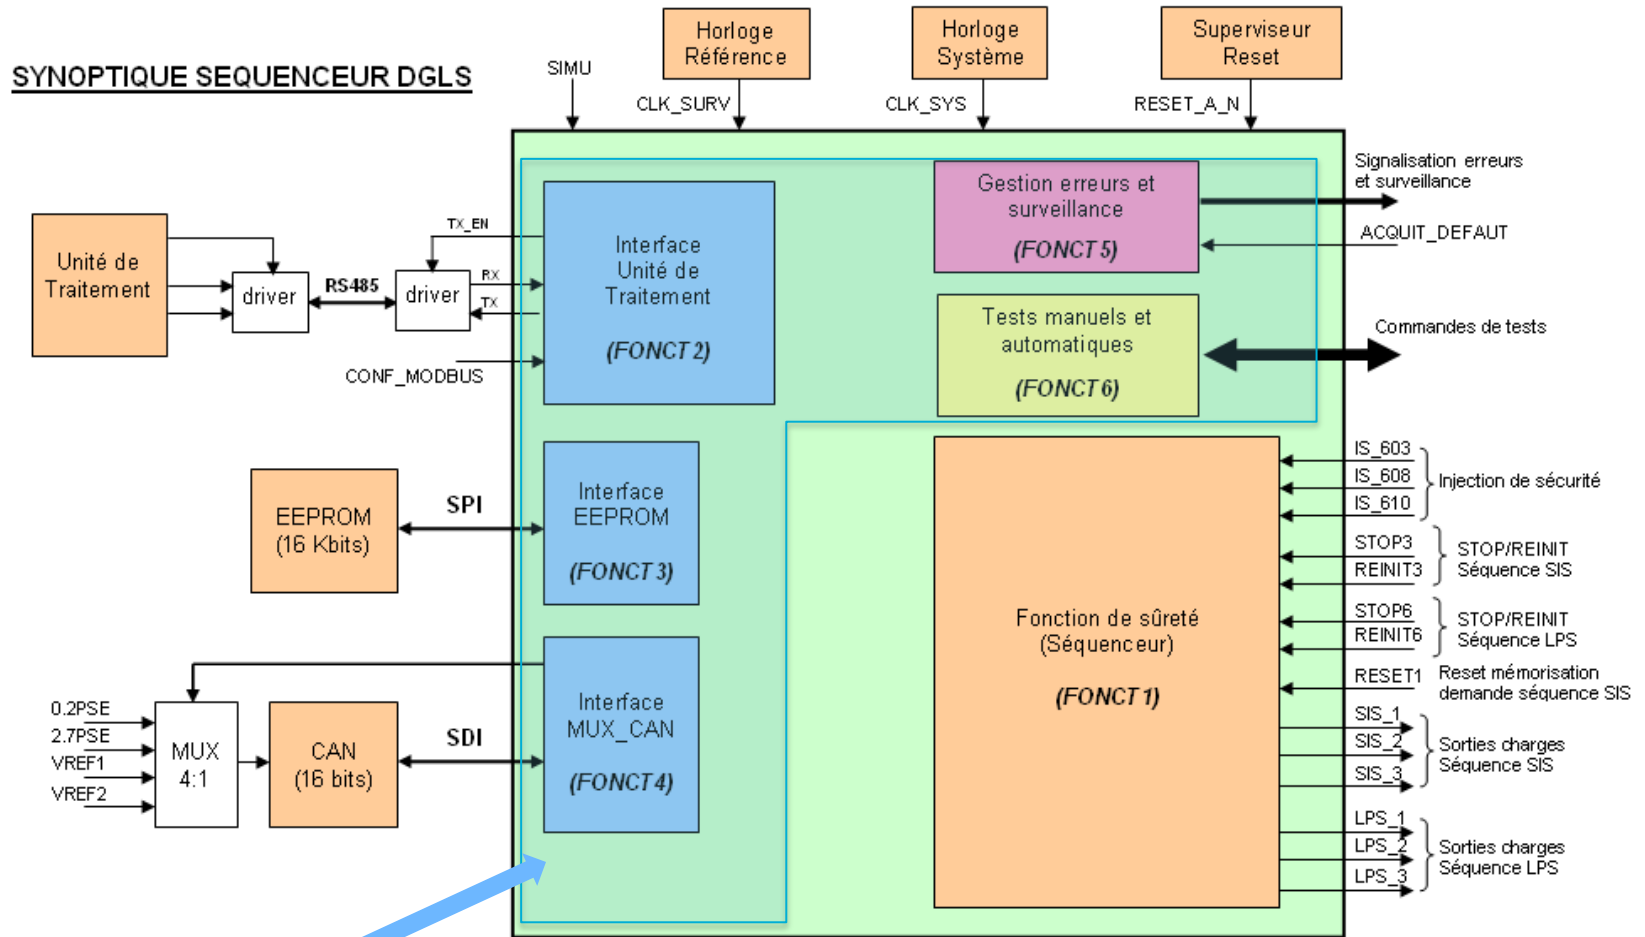 SYNOPTIQUE SEQUENCEUR DGLS
SIMU
Horloge
Référence
CLK_SURV
Horloge
Système
CLK_SYS
Superviseur
Reset
RESET_A_N
Unité de
Traitement
driver
RS485
driver
TX_EN
RX
TX
CONF_MODBUS
Interface
Unité de
Traitement
(FONCT 2)
Gestion erreurs et
surveillance
(FONCT 5)
Signalisation erreurs
et surveillance
ACQUIT_DEFAUT
Tests manuels et
automatiques
(FONCT 6)
Commandes de tests
EEPROM
(16 Kbits)
SPI
Interface
EEPROM
(FONCT 3)
0.2PSE
2.7PSE
VREF1
VREF2
MUX
4:1
CAN
(16 bits)
SDI
Interface
MUX_CAN
(FONCT 4)
Fonction de sûreté
(Séquenceur)
(FONCT 1)
IS_603
IS_608
IS_610
Injection de sécurité
STOP3
REINIT3
STOP/REINIT
Séquence SIS
STOP6
REINIT6
STOP/REINIT
Séquence LPS
RESET1
Reset mémorisation
demande séquence SIS
SIS_1
SIS_2
SIS_3
Sorties charges
Séquence SIS
LPS_1
LPS_2
LPS_3
Sorties charges
Séquence LPS